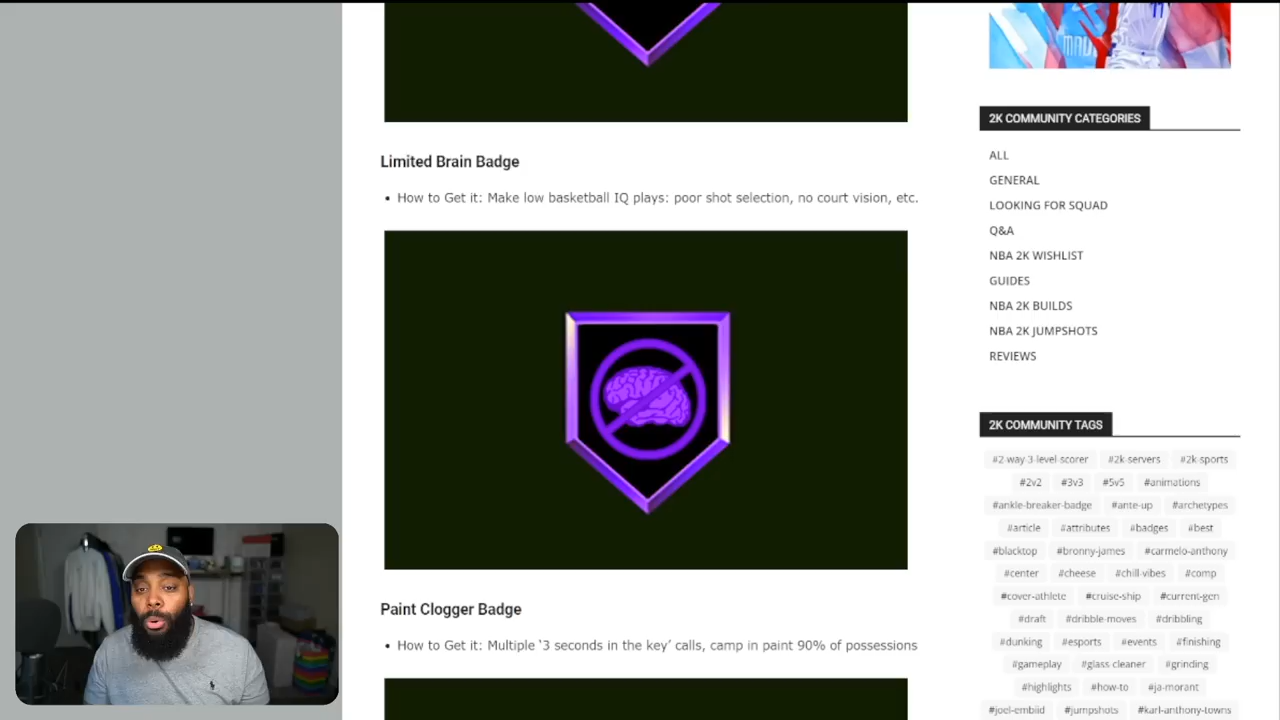 Limited Brain Badge
• How to Get it: Make low basketball IQ plays: poor shot selection, no court vision, etc.
Paint Clogger Badge
• How to Get it: Multiple '3 seconds in the key' calls, camp in paint 90% of possessions
2K COMMUNITY CATEGORIES
ALL
GENERAL
LOOKING FOR SQUAD
Q&A
NBA 2K WISHLIST
GUIDES
NBA 2K BUILDS
NBA 2K JUMPSHOTS
REVIEWS
2K COMMUNITY TAGS
#2-way-3-level-scorer #2k-servers #2k-sports
#2v2 #3v3 #5v5 #animations
#ankle-breaker-badge #ante-up #archetypes
#article #attributes #badges #best
#blacktop #bronny-james #carmelo-anthony
#center #cheese #chill-vibes #comp
#cover-athlete #cruise-ship #current-gen
#draft #dribble-moves #dribbling
#dunking #esports #events #finishing
#gameplay #glass cleaner #grinding
#highlights #how-to #ja-morant
#joel-embiid #jumpshots #karl-anthony-towns